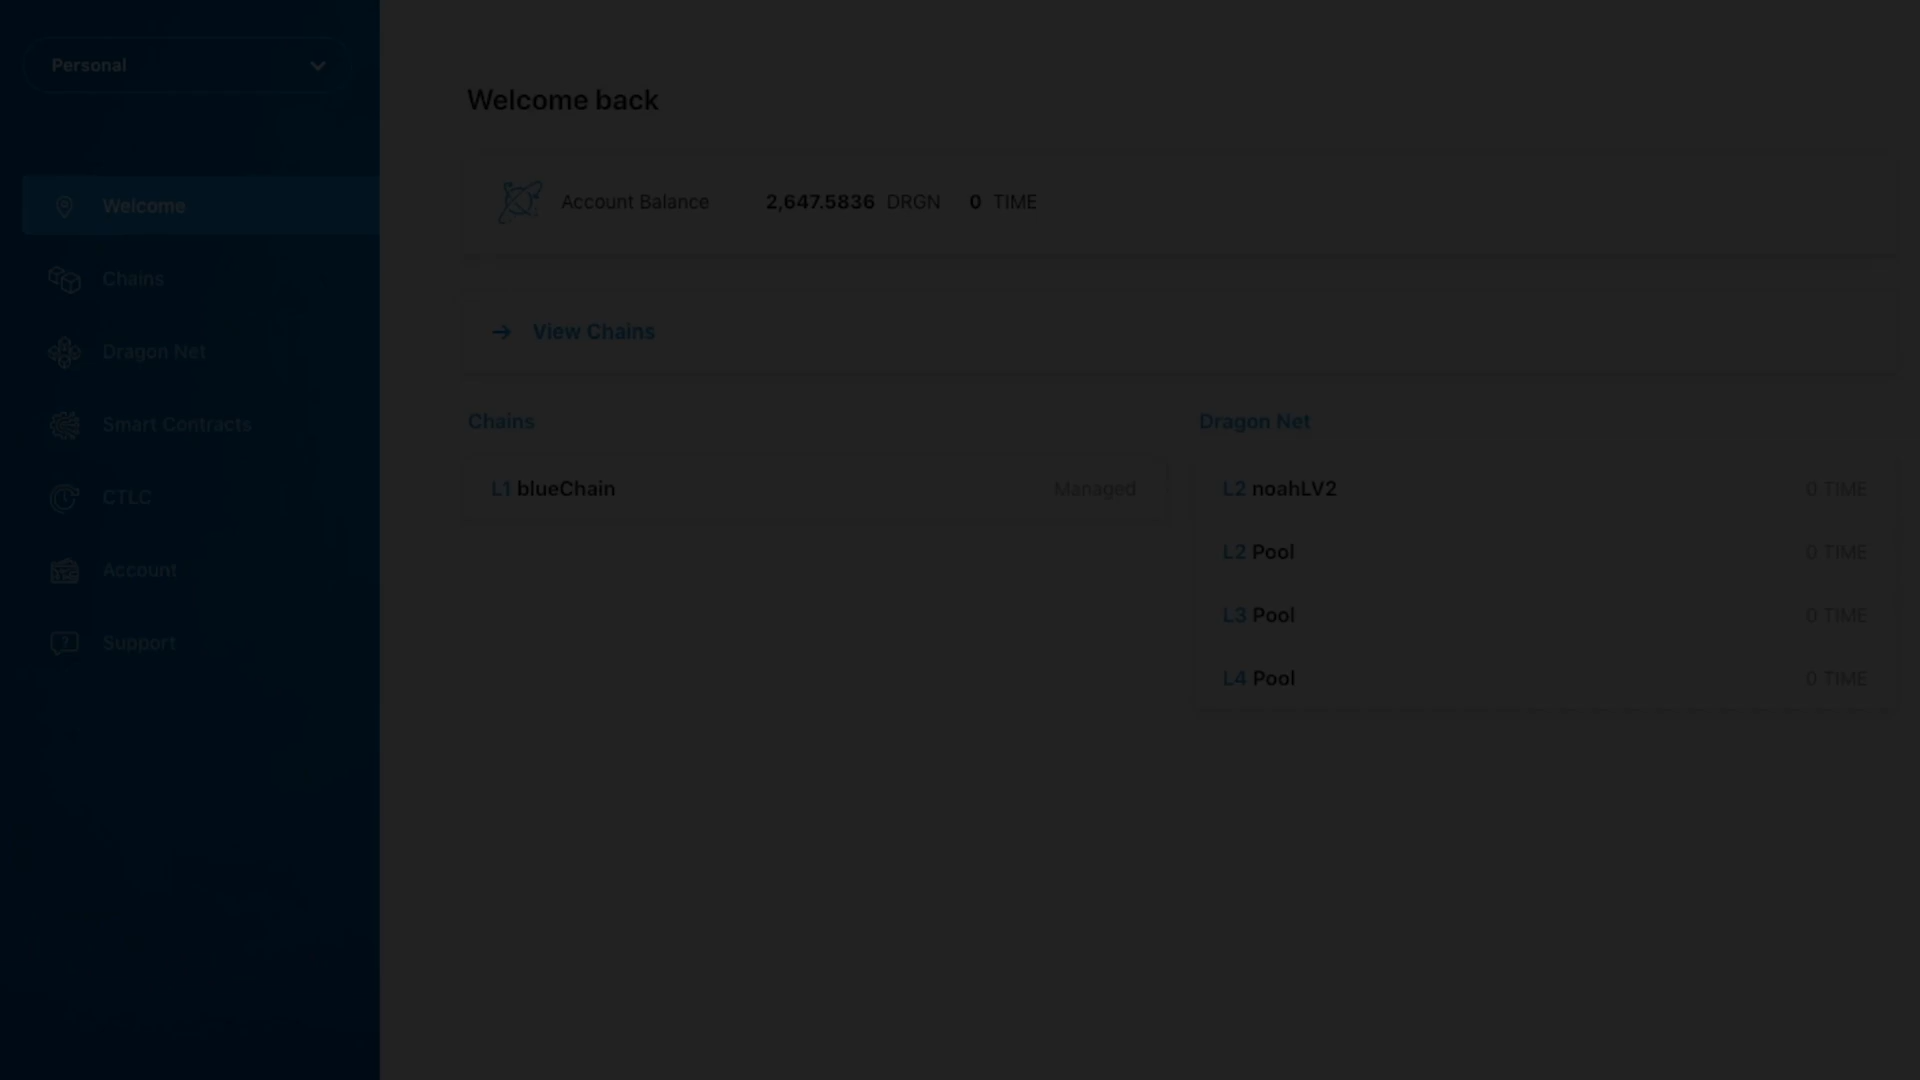 Personal
Welcome
Chains
Dragon Net
Smart Contracts
CTLC
Account
Support
Welcome back
Account Balance 2,647.5836 DRGN 0 TIME
View Chains
Chains
L1 blueChain Managed
Dragon Net
L2 noahLV2 0 TIME
L2 Pool 0 TIME
L3 Pool 0 TIME
L4 Pool 0 TIME